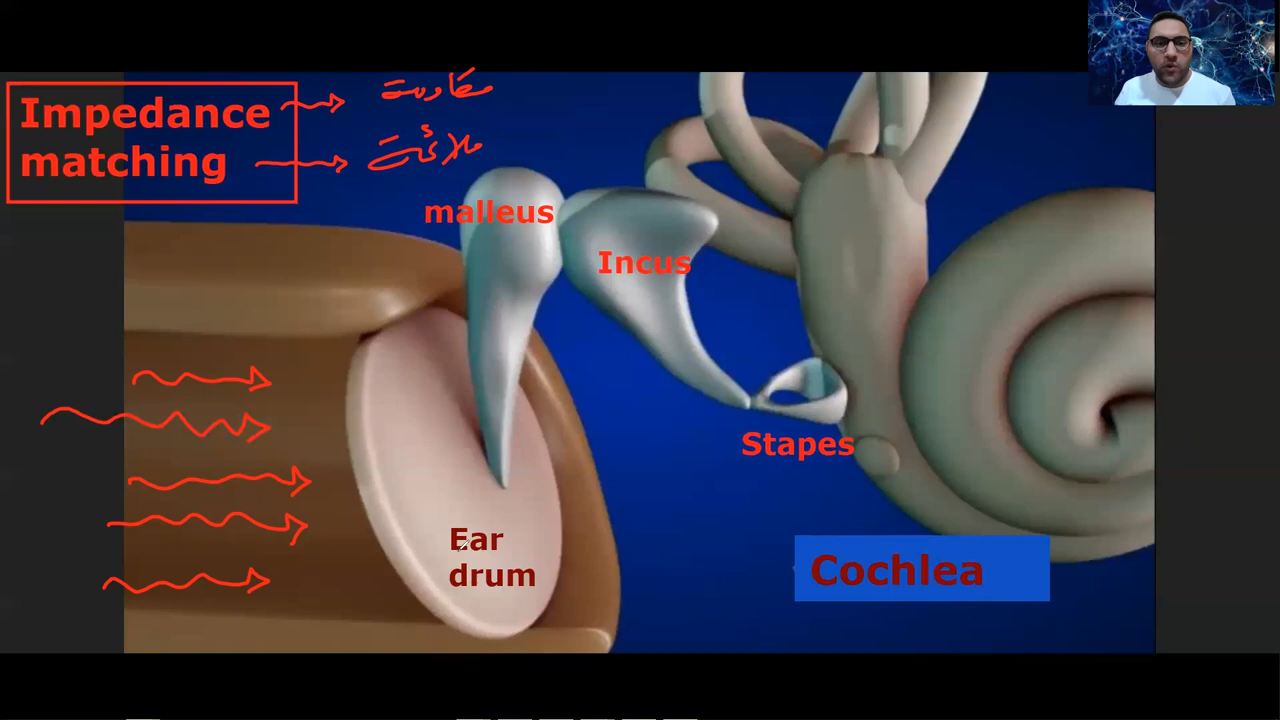 Impedance
matching
مقاومة
ملائمة
malleus
Incus
Stapes
Ear
drum
Cochlea